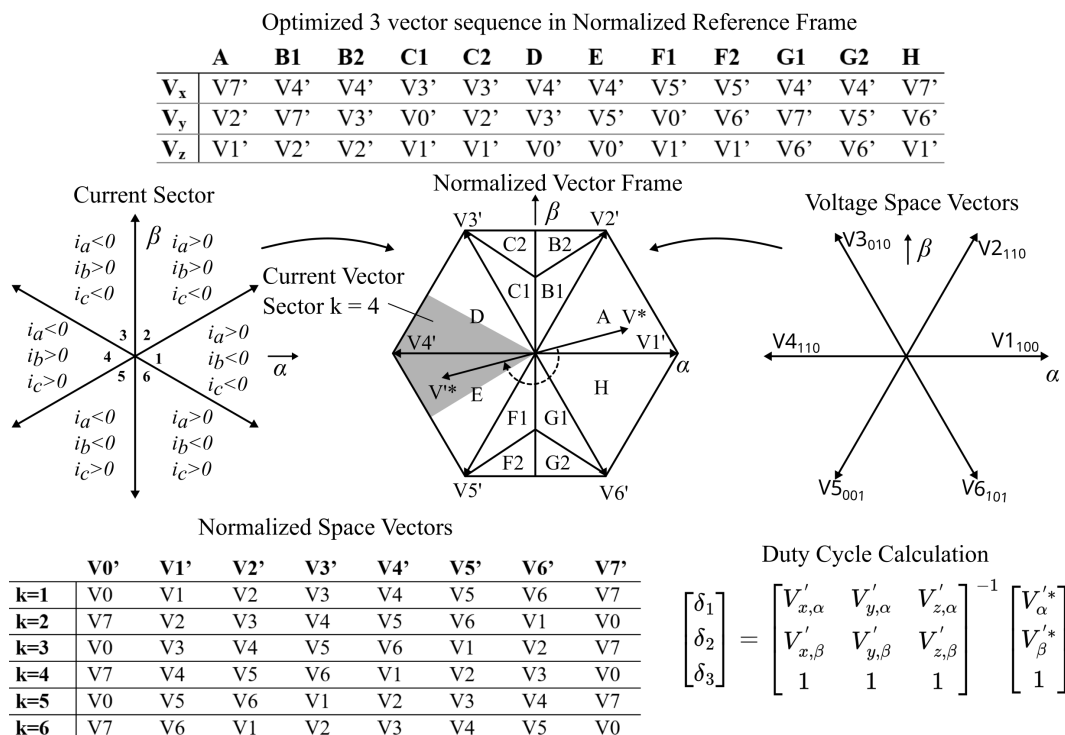 Optimized 3 vector sequence in Normalized Reference Frame
A B1 B2 C1 C2 D E F1 F2 G1 G2 H
Vx V7' V4' V4' V3' V3' V4' V4' V5' V5' V4' V4' V7'
Vy V2' V7' V3' V0' V2' V3' V5' V0' V6' V7' V5' V6'
Vz V1' V2' V2' V1' V1' V0' V0' V1' V1' V6' V6' V1'
Current Sector
β
ia<0 ia>0
ib>0 ib>0
ic<0 ic<0
ia<0 3 2 ia>0
ib>0 4 1 ib<0
ic>0 5 6 ic<0
α
ia<0 ia>0
ib<0 ib<0
ic>0 ic>0
Normalized Vector Frame
V3' β V2'
C2 B2
Current Vector
Sector k = 4
C1 B1
D A V*
V4' V1'
α
V'* E H
F1 G1
F2 G2
V5' V6'
Voltage Space Vectors
V3010 β V2110
V4110 V1100
α
V5001 V6101
Normalized Space Vectors
V0' V1' V2' V3' V4' V5' V6' V7'
k=1 V0 V1 V2 V3 V4 V5 V6 V7
k=2 V7 V2 V3 V4 V5 V6 V1 V0
k=3 V0 V3 V4 V5 V6 V1 V2 V7
k=4 V7 V4 V5 V6 V1 V2 V3 V0
k=5 V0 V5 V6 V1 V2 V3 V4 V7
k=6 V7 V6 V1 V2 V3 V4 V5 V0
Duty Cycle Calculation
δ1 V'x,α V'y,α V'z,α -1 V'*α
δ2 = V'x,β V'y,β V'z,β V'*β
δ3 1 1 1 1